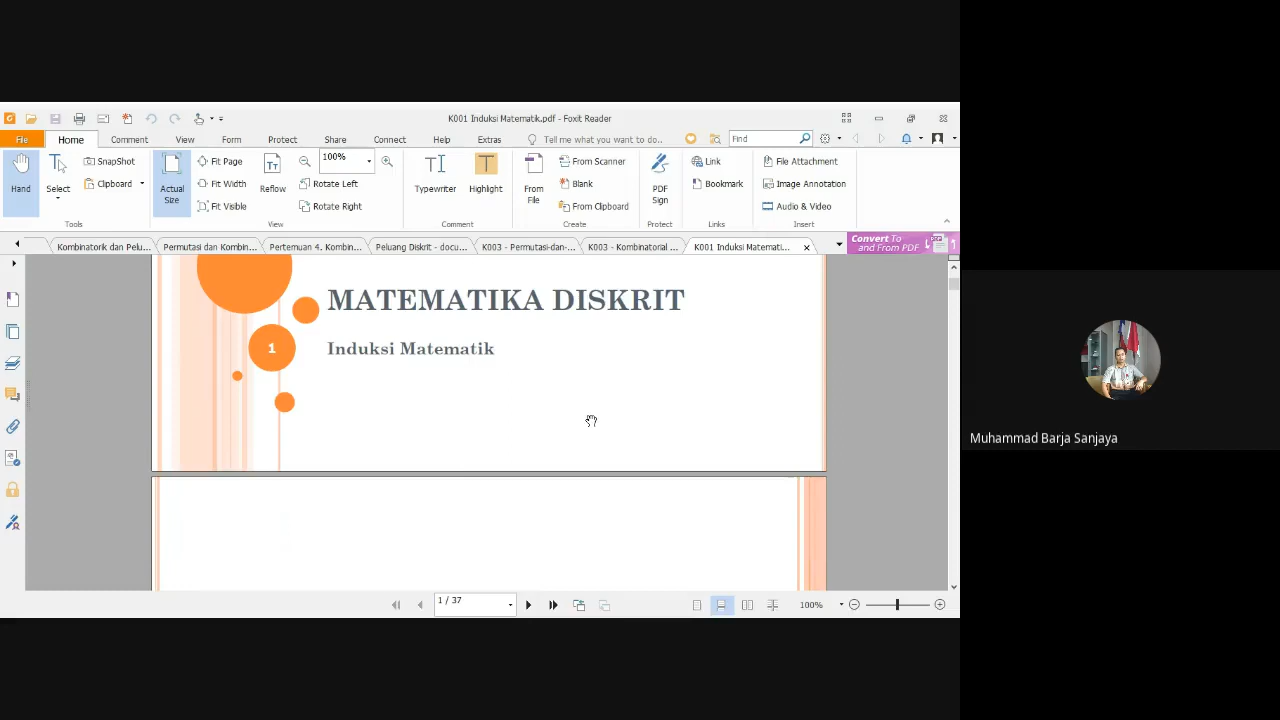 K001 Induksi Matematik.pdf - Foxit Reader
File Home Comment View Form Protect Share Connect Help Extras Tell me what you want to do.. Find
Hand
Select
SnapShot
Clipboard
Actual Size
Fit Page
Fit Width
Fit Visible
Reflow
100%
Rotate Left
Rotate Right
Typewriter
Highlight
From File
From Scanner
Blank
From Clipboard
PDF Sign
Link
Bookmark
File Attachment
Image Annotation
Audio & Video
Tools View Comment Create Protect Links Insert
Kombinatorik dan Pelu... Permutasi dan Kombin... Pertemuan 4. Kombin... Peluang Diskrit - docu... K003 - Permutasi-dan-... K003 - Kombinatorial ... K001 Induksi Matemati...
Convert To
and From PDF
MATEMATIKA DISKRIT
1
Induksi Matematik
Muhammad Barja Sanjaya
1 / 37
100%